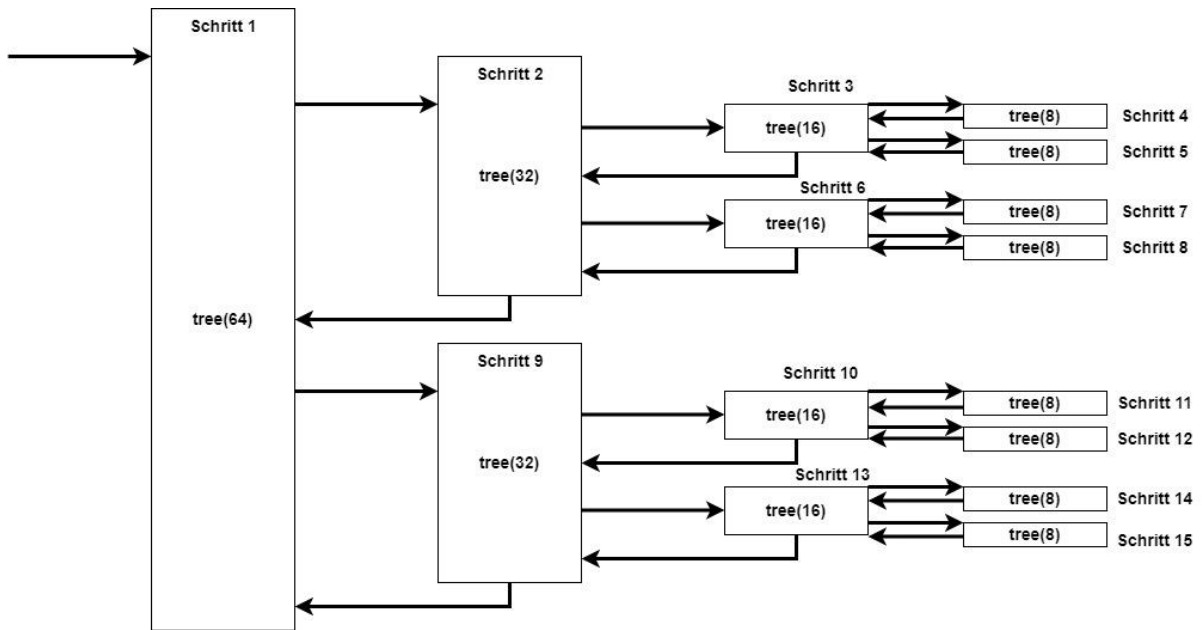 Schritt 1
tree(64)
Schritt 2
tree(32)
Schritt 3
tree(16)
tree(8)
Schritt 4
tree(8)
Schritt 5
Schritt 6
tree(16)
tree(8)
Schritt 7
tree(8)
Schritt 8
Schritt 9
tree(32)
Schritt 10
tree(16)
tree(8)
Schritt 11
tree(8)
Schritt 12
Schritt 13
tree(16)
tree(8)
Schritt 14
tree(8)
Schritt 15